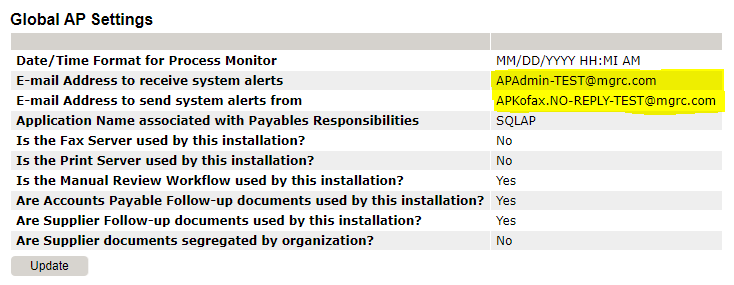 Global AP Settings
Date/Time Format for Process Monitor MM/DD/YYYY HH:MI AM
E-mail Address to receive system alerts APAdmin-TEST@mgrc.com
E-mail Address to send system alerts from APKofax.NO-REPLY-TEST@mgrc.com
Application Name associated with Payables Responsibilities SQLAP
Is the Fax Server used by this installation? No
Is the Print Server used by this installation? No
Is the Manual Review Workflow used by this installation? Yes
Are Accounts Payable Follow-up documents used by this installation? Yes
Are Supplier Follow-up documents used by this installation? Yes
Are Supplier documents segregated by organization? No
Update